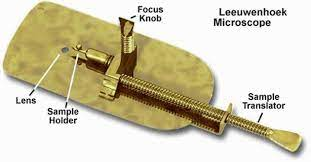 Focus
Knob
Leeuwenhoek
Microscope
Lens
Sample
Holder
Sample
Translator